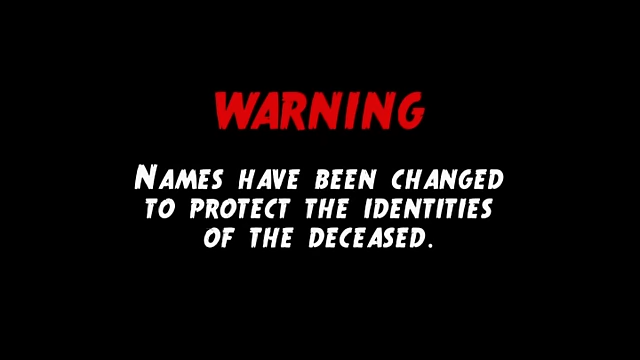 WARNING
NAMES HAVE BEEN CHANGED
TO PROTECT THE IDENTITIES
OF THE DECEASED.